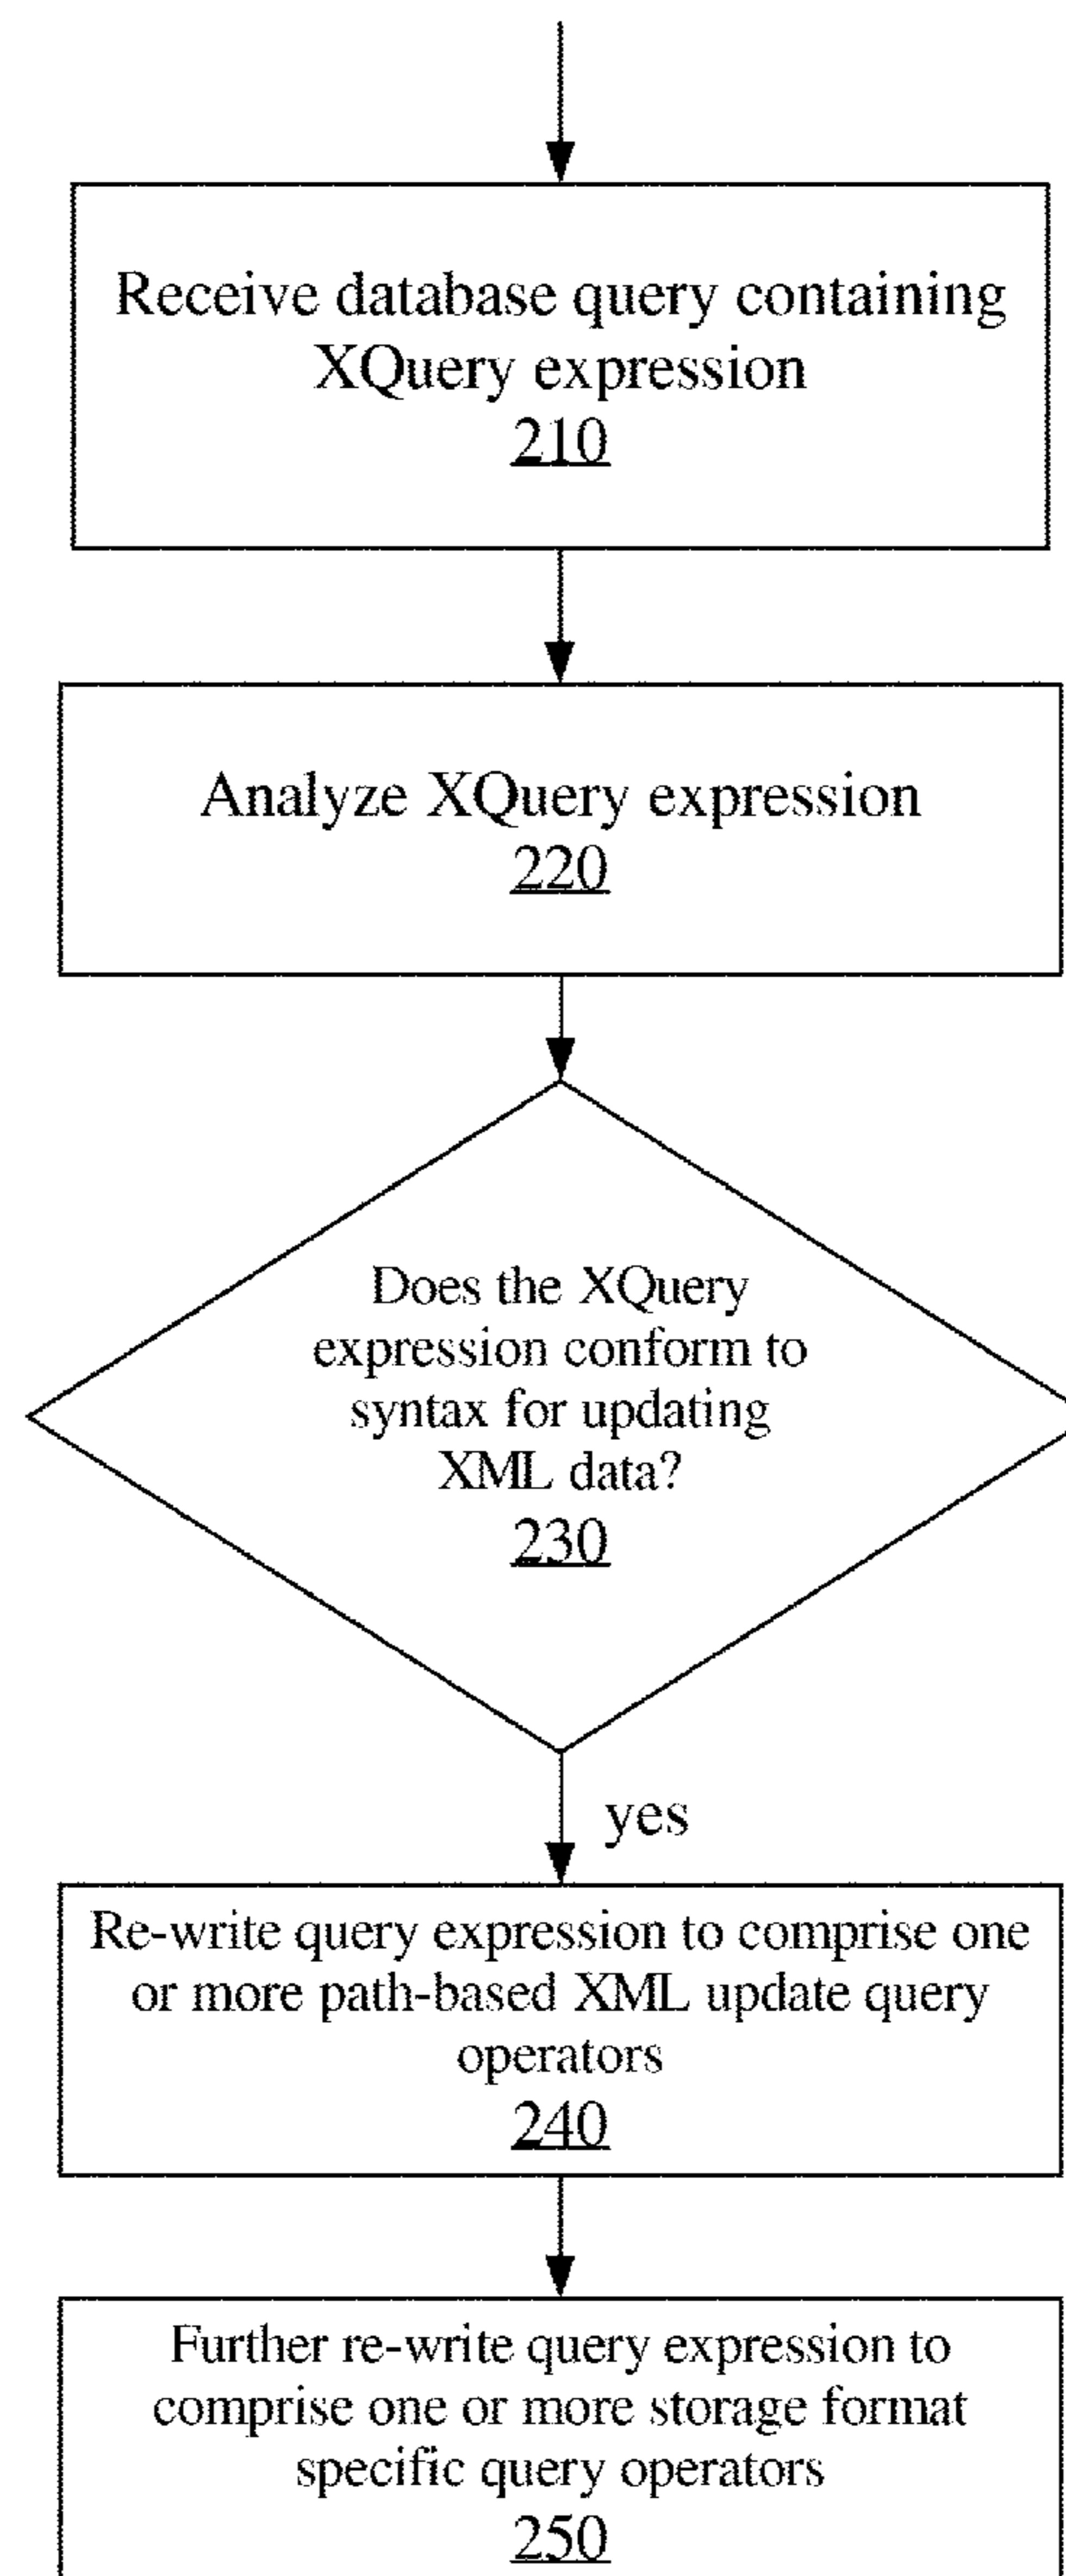 Receive database query containing
XQuery expression
210
Analyze XQuery expression
220
Does the XQuery
expression conform to
syntax for updating
XML data?
230
yes
Re-write query expression to comprise one
or more path-based XML update query
operators
240
Further re-write query expression to
comprise one or more storage format
specific query operators
250